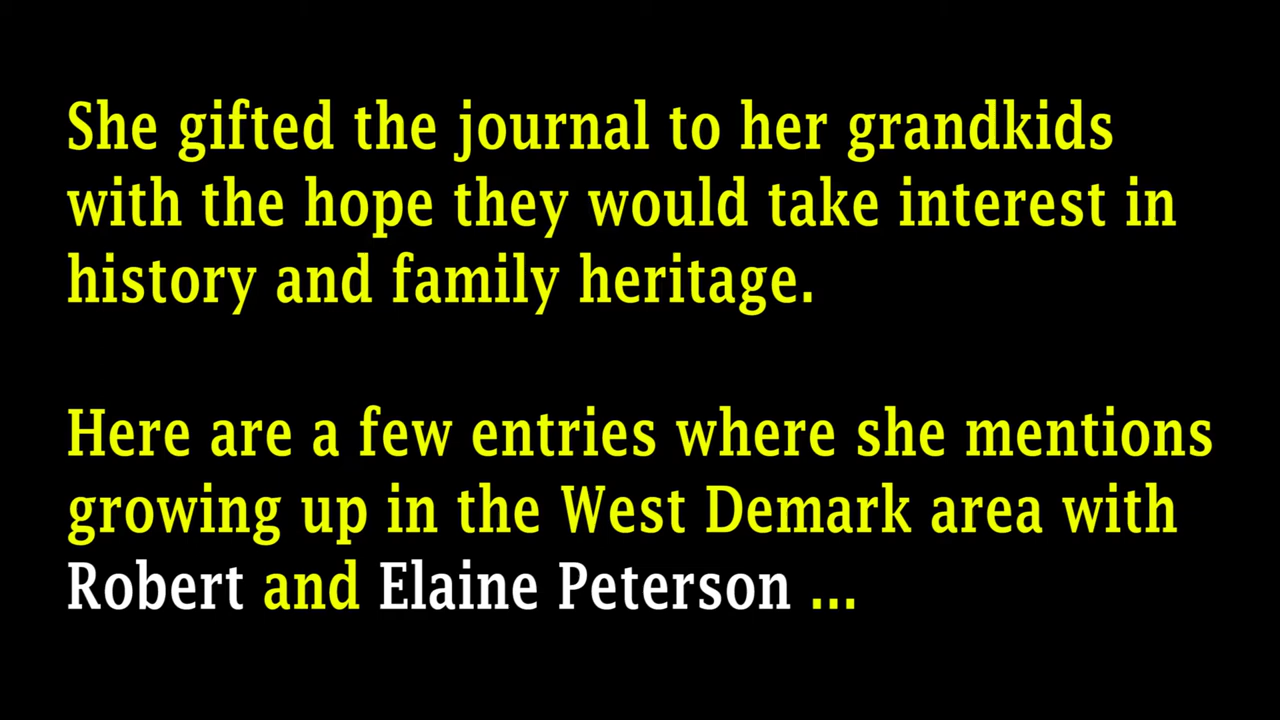 She gifted the journal to her grandkids
with the hope they would take interest in
history and family heritage.
Here are a few entries where she mentions
growing up in the West Demark area with
Robert and Elaine Peterson ...